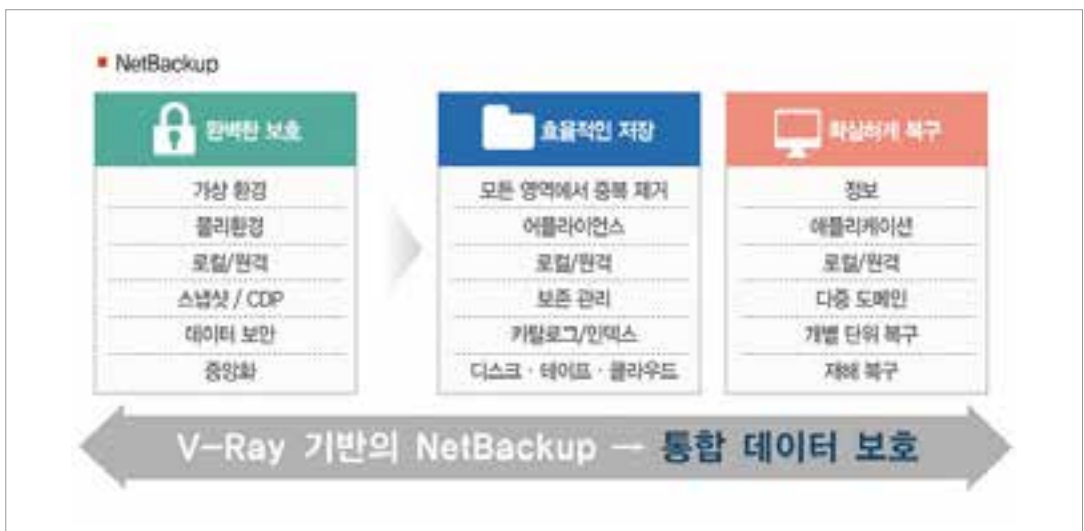 NetBackup
완벽한 보호
가상 환경
물리환경
로컬/원격
스냅샷 / CDP
데이터 보안
중앙화
효율적인 저장
모든 영역에서 중복 제거
어플라이언스
로컬/원격
보존 관리
카탈로그/인덱스
디스크 · 테이프 · 클라우드
확실하게 복구
정보
애플리케이션
로컬/원격
다중 도메인
개별 단위 복구
재해 복구
V-Ray 기반의 NetBackup → 통합 데이터 보호